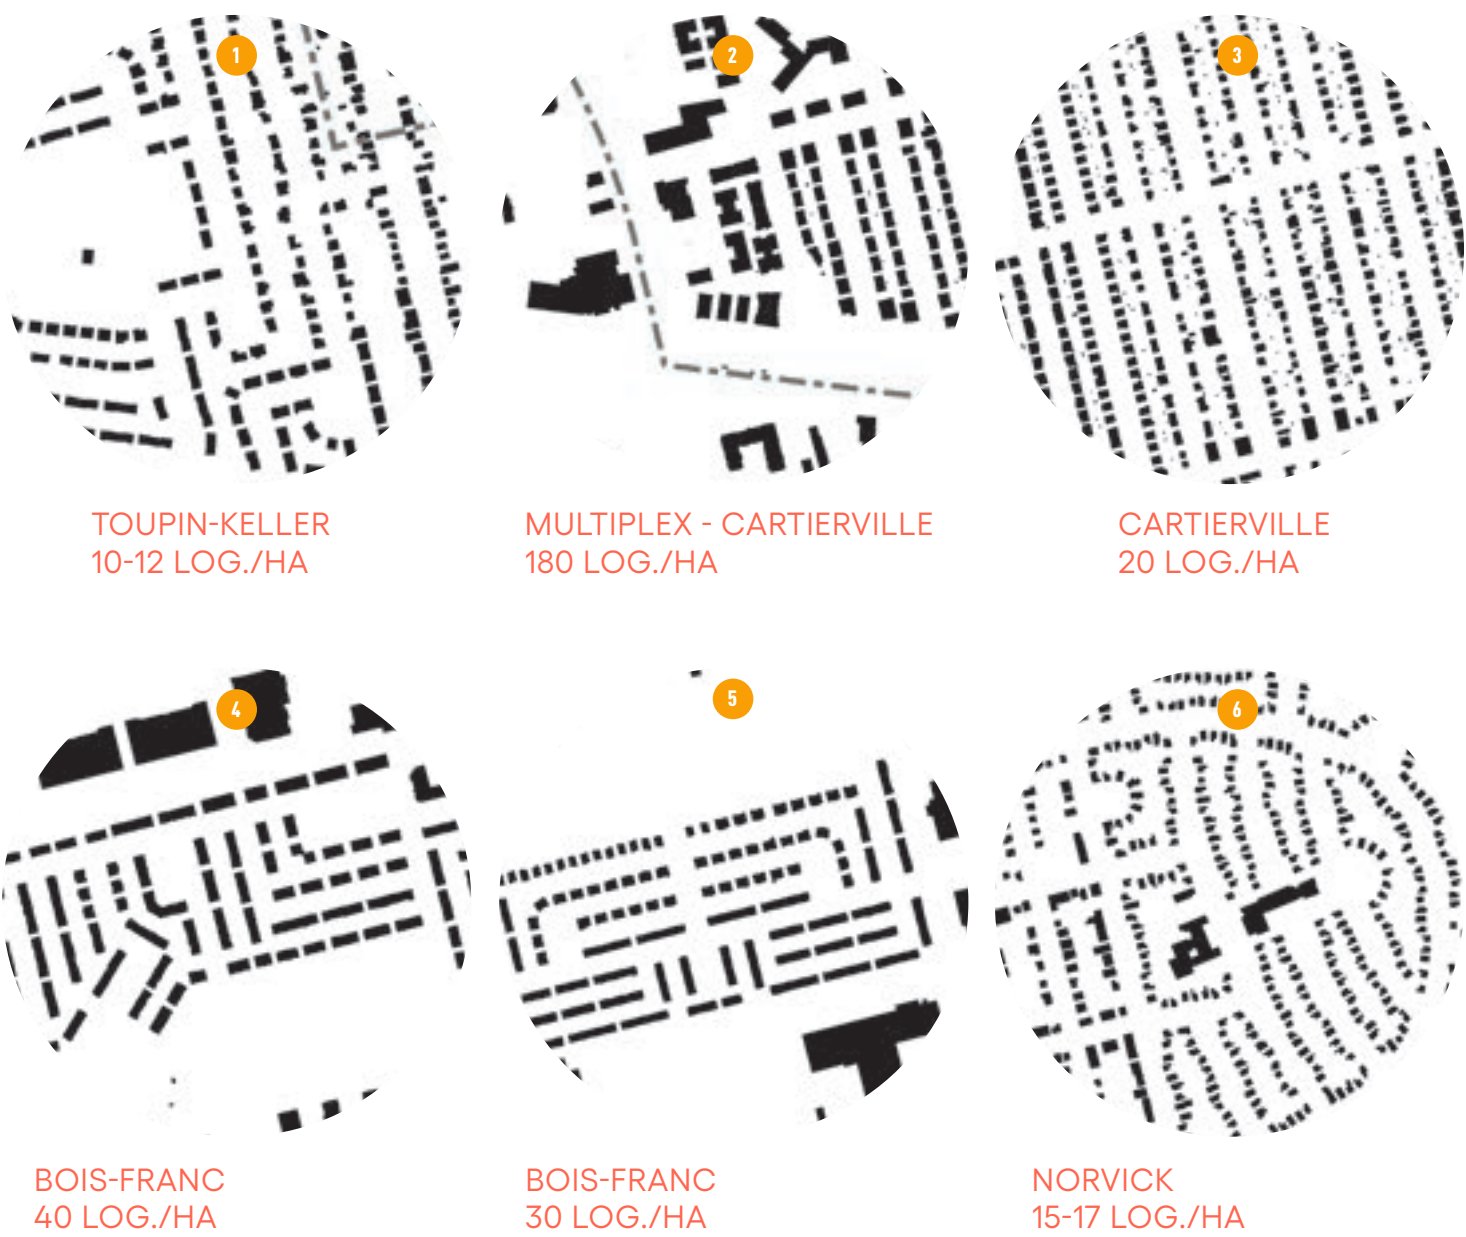 1
2
3
TOUPIN-KELLER
10-12 LOG./HA
MULTIPLEX - CARTIERVILLE
180 LOG./HA
CARTIERVILLE
20 LOG./HA
4
5
6
BOIS-FRANC
40 LOG./HA
BOIS-FRANC
30 LOG./HA
NORVICK
15-17 LOG./HA